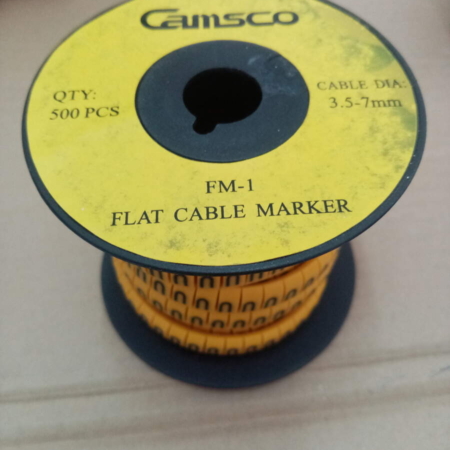 Camsco
QTY:
500 PCS
CABLE DIA:
3.5-7mm
FM-1
FLAT CABLE MARKER